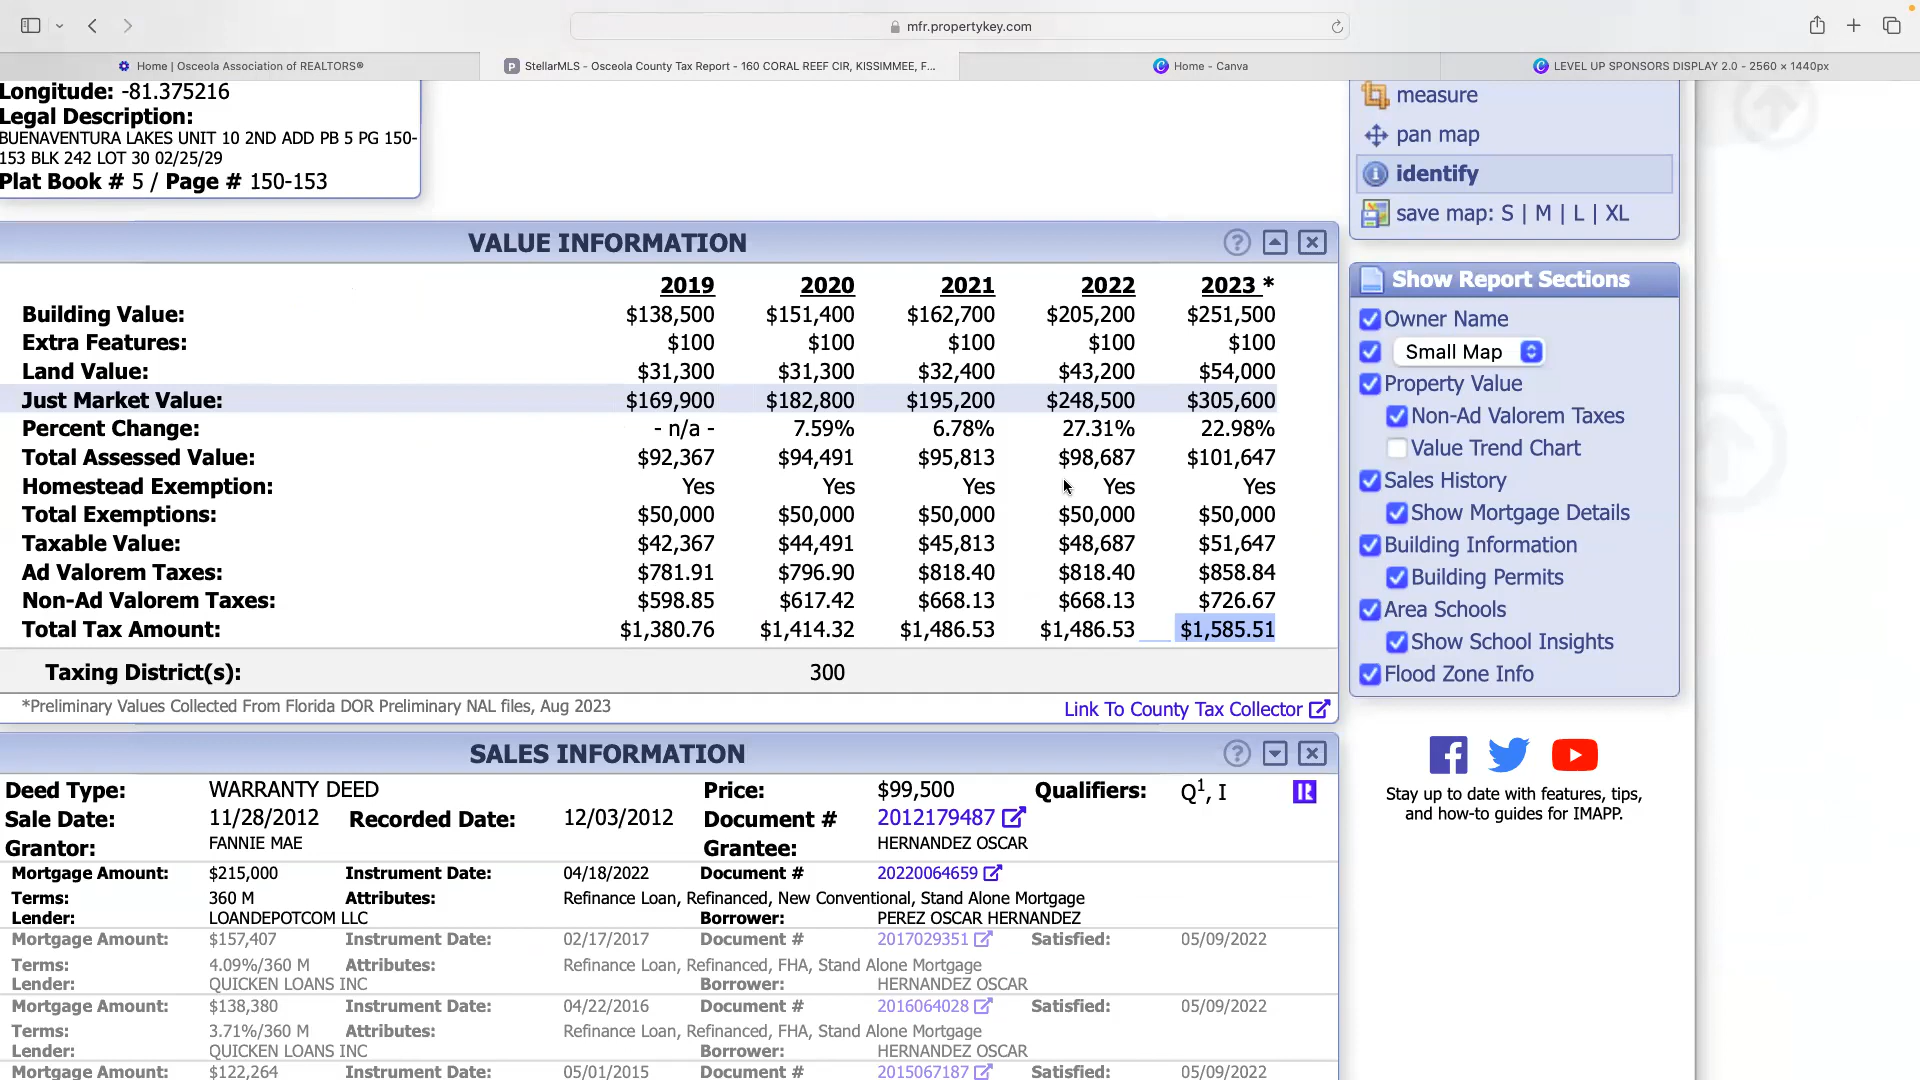 mfr.propertykey.com
Home | Osceola Association of REALTORS®
StellarMLS - Osceola County Tax Report - 160 CORAL REEF CIR, KISSIMMEE, F...
Home - Canva
LEVEL UP SPONSORS DISPLAY 2.0 - 2560 × 1440px
Longitude: -81.375216
Legal Description:
BUENAVENTURA LAKES UNIT 10 2ND ADD PB 5 PG 150-
153 BLK 242 LOT 30 02/25/29
Plat Book # 5 / Page # 150-153
measure
pan map
identify
save map: S | M | L | XL
VALUE INFORMATION
2019 2020 2021 2022 2023 *
Building Value: $138,500 $151,400 $162,700 $205,200 $251,500
Extra Features: $100 $100 $100 $100 $100
Land Value: $31,300 $31,300 $32,400 $43,200 $54,000
Just Market Value: $169,900 $182,800 $195,200 $248,500 $305,600
Percent Change: - n/a - 7.59% 6.78% 27.31% 22.98%
Total Assessed Value: $92,367 $94,491 $95,813 $98,687 $101,647
Homestead Exemption: Yes Yes Yes Yes Yes
Total Exemptions: $50,000 $50,000 $50,000 $50,000 $50,000
Taxable Value: $42,367 $44,491 $45,813 $48,687 $51,647
Ad Valorem Taxes: $781.91 $796.90 $818.40 $818.40 $858.84
Non-Ad Valorem Taxes: $598.85 $617.42 $668.13 $668.13 $726.67
Total Tax Amount: $1,380.76 $1,414.32 $1,486.53 $1,486.53 $1,585.51
Taxing District(s): 300
*Preliminary Values Collected From Florida DOR Preliminary NAL files, Aug 2023
Link To County Tax Collector
Show Report Sections
Owner Name
Small Map
Property Value
Non-Ad Valorem Taxes
Value Trend Chart
Sales History
Show Mortgage Details
Building Information
Building Permits
Area Schools
Show School Insights
Flood Zone Info
Stay up to date with features, tips,
and how-to guides for IMAPP.
SALES INFORMATION
Deed Type: WARRANTY DEED Price: $99,500 Qualifiers: Q1, I
Sale Date: 11/28/2012 Recorded Date: 12/03/2012 Document # 2012179487
Grantor: FANNIE MAE Grantee: HERNANDEZ OSCAR
Mortgage Amount: $215,000 Instrument Date: 04/18/2022 Document # 20220064659
Terms: 360 M Attributes: Refinance Loan, Refinanced, New Conventional, Stand Alone Mortgage
Lender: LOANDEPOTCOM LLC Borrower: PEREZ OSCAR HERNANDEZ
Mortgage Amount: $157,407 Instrument Date: 02/17/2017 Document # 2017029351 Satisfied: 05/09/2022
Terms: 4.09%/360 M Attributes: Refinance Loan, Refinanced, FHA, Stand Alone Mortgage
Lender: QUICKEN LOANS INC Borrower: HERNANDEZ OSCAR
Mortgage Amount: $138,380 Instrument Date: 04/22/2016 Document # 2016064028 Satisfied: 05/09/2022
Terms: 3.71%/360 M Attributes: Refinance Loan, Refinanced, FHA, Stand Alone Mortgage
Lender: QUICKEN LOANS INC Borrower: HERNANDEZ OSCAR
Mortgage Amount: $122,264 Instrument Date: 05/01/2015 Document # 2015067187 Satisfied: 05/09/2022